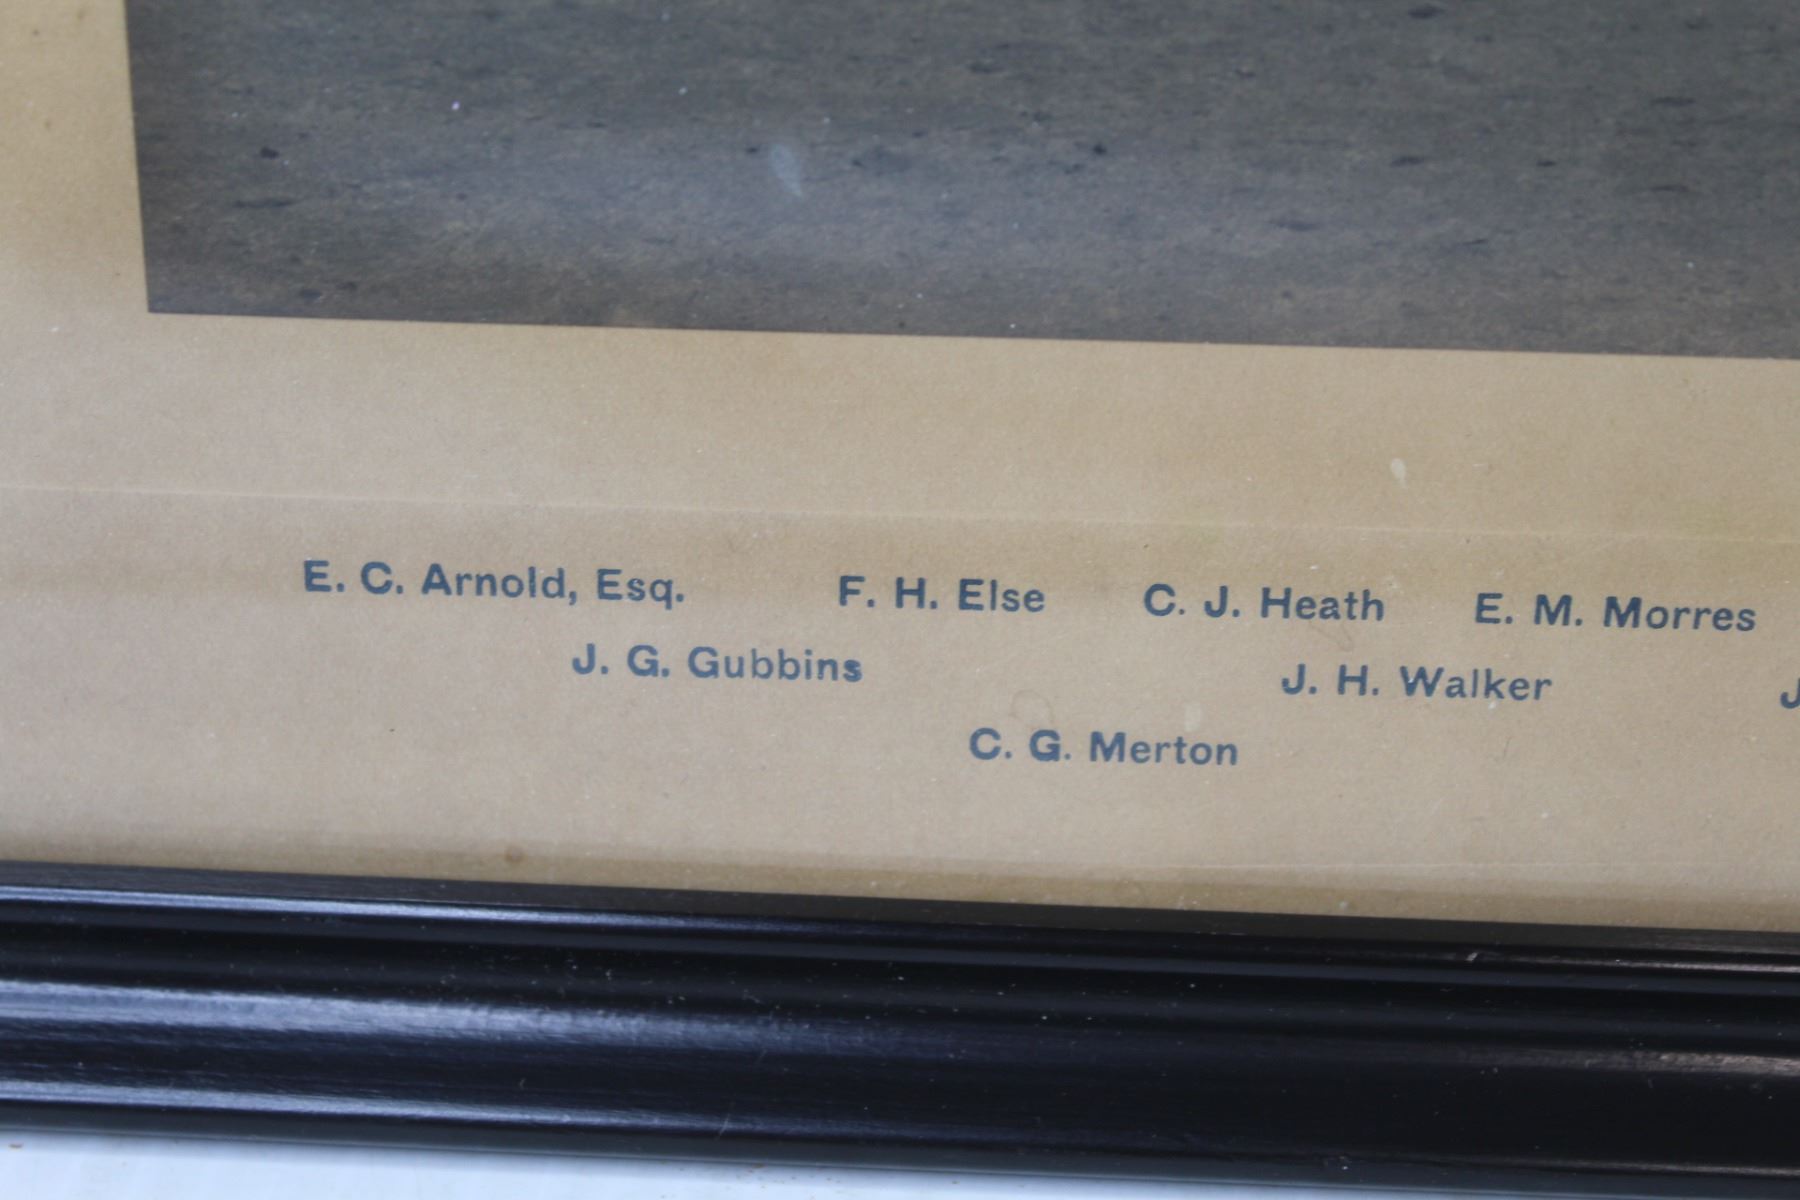 E. C. Arnold, Esq. F. H. Else C. J. Heath E. M. Morres
J. G. Gubbins J. H. Walker J
C. G. Merton